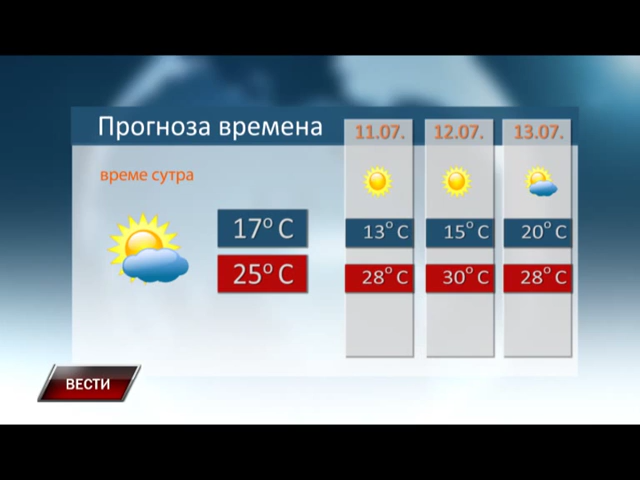 Прогноза времена
време сутра
17° C
25° C
11.07.
13° C
28° C
12.07.
15° C
30° C
13.07.
20° C
28° C
ВЕСТИ